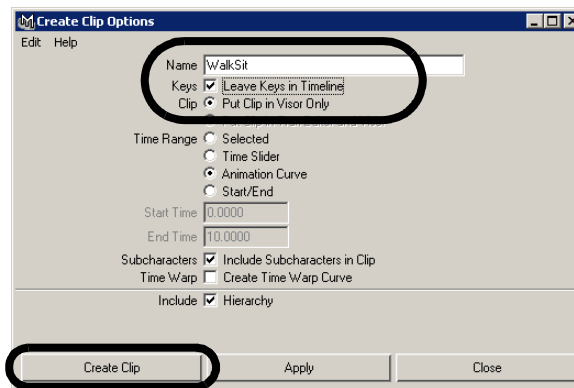 Create Clip Options
Edit Help
Name WalkSit
Keys Leave Keys in Timeline
Clip Put Clip in Visor Only
Time Range Selected
Time Slider
Animation Curve
Start/End
Start Time 0.0000
End Time 10.0000
Subcharacters Include Subcharacters in Clip
Time Warp Create Time Warp Curve
Include Hierarchy
Create Clip Apply Close